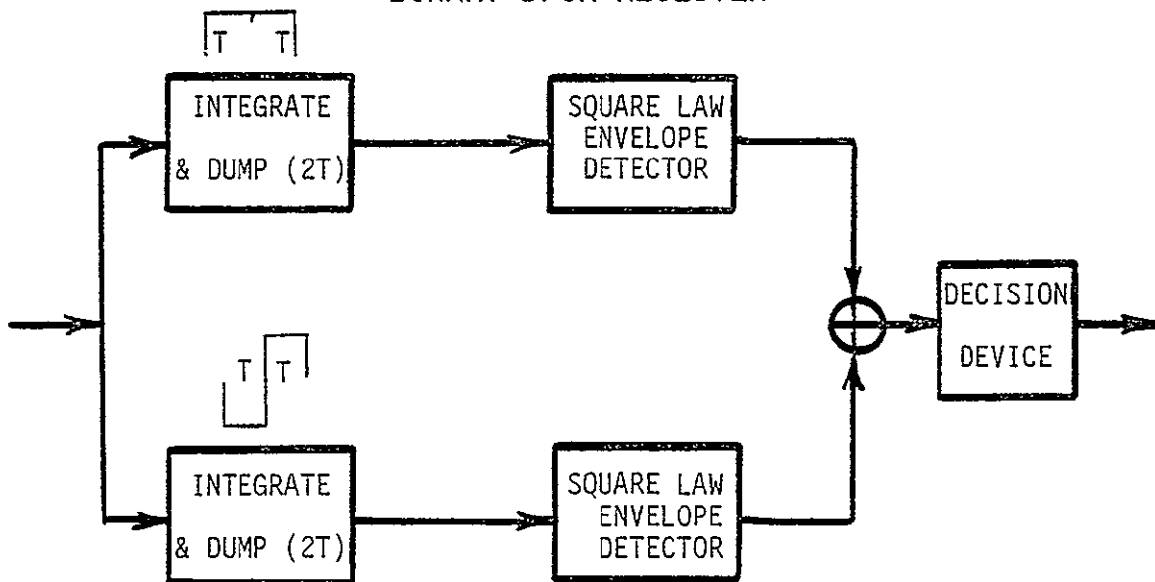 T T
INTEGRATE
& DUMP (2T)
SQUARE LAW
ENVELOPE
DETECTOR
DECISION
DEVICE
T T
INTEGRATE
& DUMP (2T)
SQUARE LAW
ENVELOPE
DETECTOR